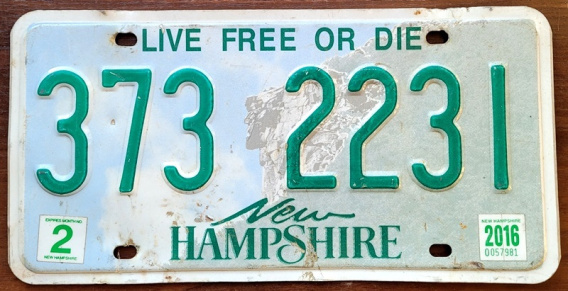 LIVE FREE OR DIE
373 2231
New
HAMPSHIRE
EXPIRES MONTH NO
2
NEW HAMPSHIRE
NEW HAMPSHIRE
2016
0057981